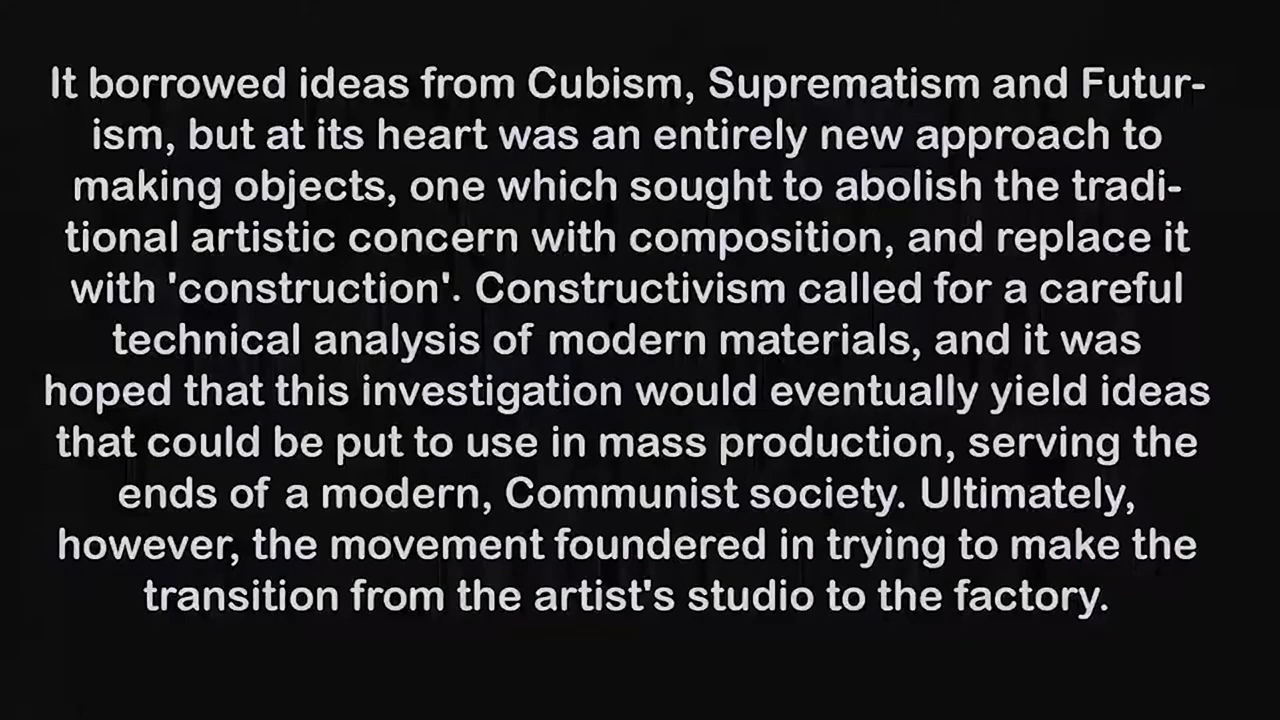 It borrowed ideas from Cubism, Suprematism and Futur-
ism, but at its heart was an entirely new approach to
making objects, one which sought to abolish the tradi-
tional artistic concern with composition, and replace it
with 'construction'. Constructivism called for a careful
technical analysis of modern materials, and it was
hoped that this investigation would eventually yield ideas
that could be put to use in mass production, serving the
ends of a modern, Communist society. Ultimately,
however, the movement foundered in trying to make the
transition from the artist's studio to the factory.